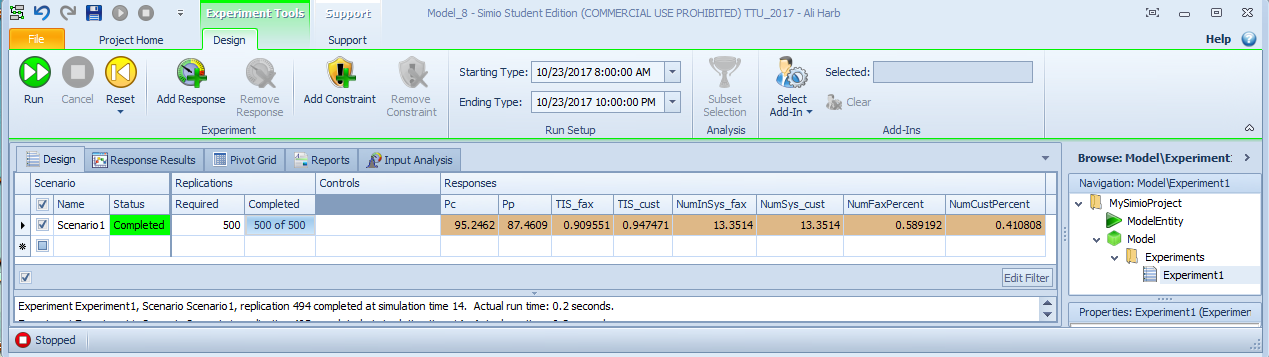 Experiment Tools Support Model_8 - Simio Student Edition (COMMERCIAL USE PROHIBITED) TTU_2017 - Ali Harb
File Project Home Design Support Help
Starting Type: 10/23/2017 8:00:00 AM Selected:
Run Cancel Reset Add Response Remove Response Add Constraint Remove Constraint
Ending Type: 10/23/2017 10:00:00 PM Subset Selection Select Add-In Clear
Experiment Run Setup Analysis Add-Ins
Design Response Results Pivot Grid Reports Input Analysis
Scenario Replications Controls Responses
Name Status Required Completed Pc Pp TIS_fax TIS_cust NumInSys_fax NumSys_cust NumFaxPercent NumCustPercent
Scenario1 Completed 500 500 of 500 95.2462 87.4609 0.909551 0.947471 13.3514 13.3514 0.589192 0.410808
Edit Filter
Experiment Experiment1, Scenario Scenario1, replication 494 completed at simulation time 14. Actual run time: 0.2 seconds.
Browse: Model\Experiment1
Navigation: Model\Experiment1
MySimioProject
ModelEntity
Model
Experiments
Experiment1
Properties: Experiment1 (Experimen
Stopped